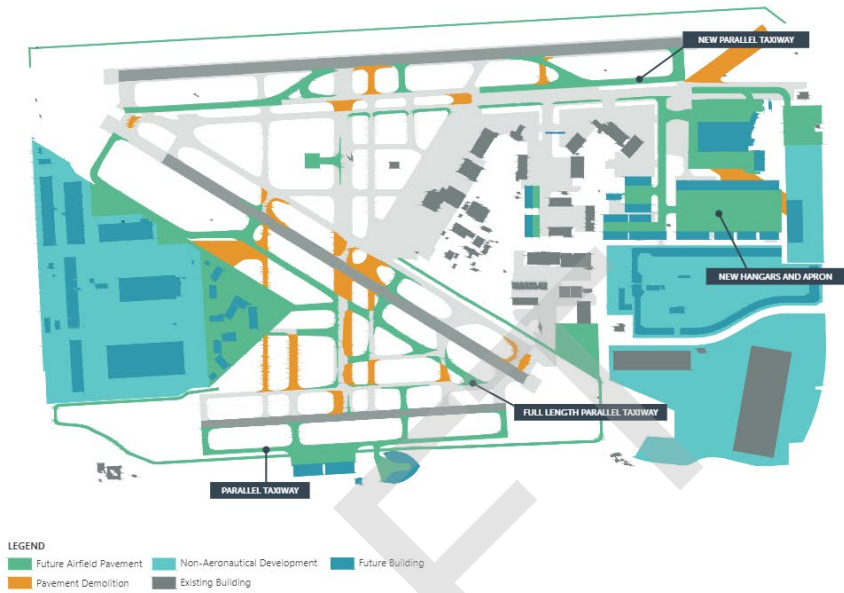 NEW PARALLEL TAXIWAY
NEW HANGARS AND APRON
FULL LENGTH PARALLEL TAXIWAY
PARALLEL TAXIWAY
LEGEND
Future Airfield Pavement
Non-Aeronautical Development
Future Building
Pavement Demolition
Existing Building